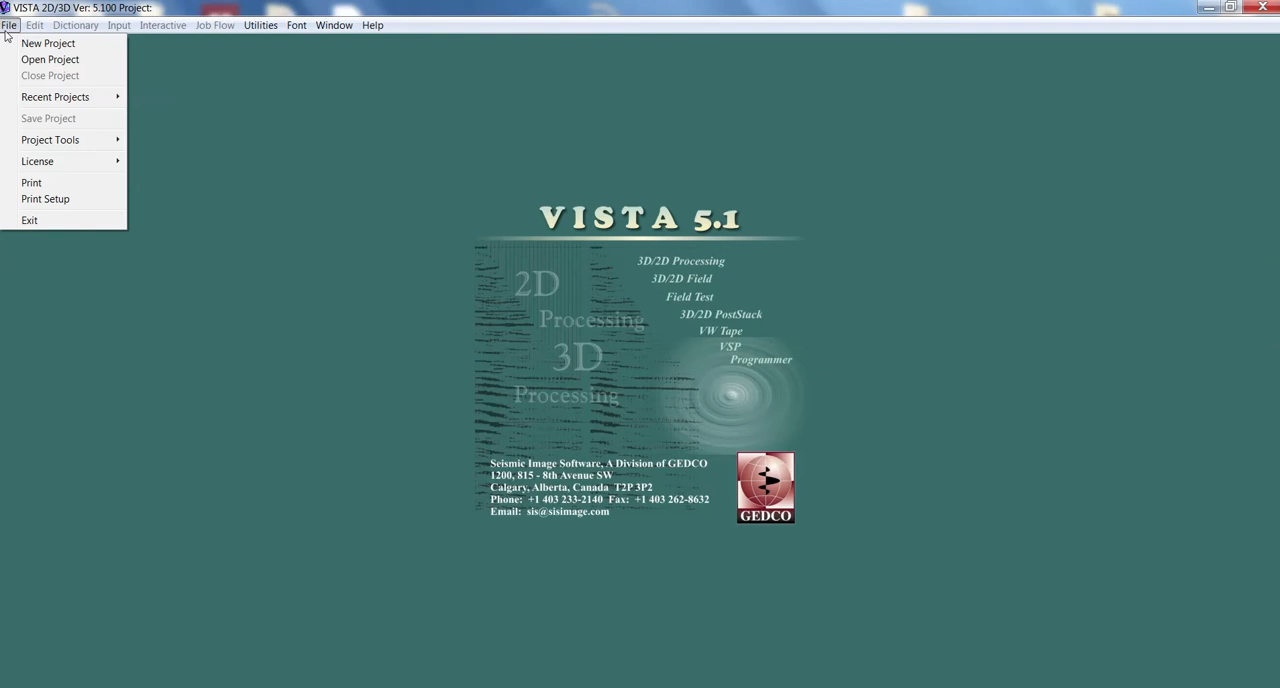 VISTA 2D/3D Ver: 5.100 Project:
File Edit Dictionary Input Interactive Job Flow Utilities Font Window Help
New Project
Open Project
Close Project
Recent Projects
Save Project
Project Tools
License
Print
Print Setup
Exit
VISTA 5.1
3D/2D Processing
3D/2D Field
Field Test
3D/2D PostStack
VW Tape
VSP
Programmer
2D
Processing
3D
Processing
Seismic Image Software, A Division of GEDCO
1200, 815 - 8th Avenue SW
Calgary, Alberta, Canada T2P 3P2
Phone: +1 403 233-2140 Fax: +1 403 262-8632
Email: sis@sisimage.com
GEDCO